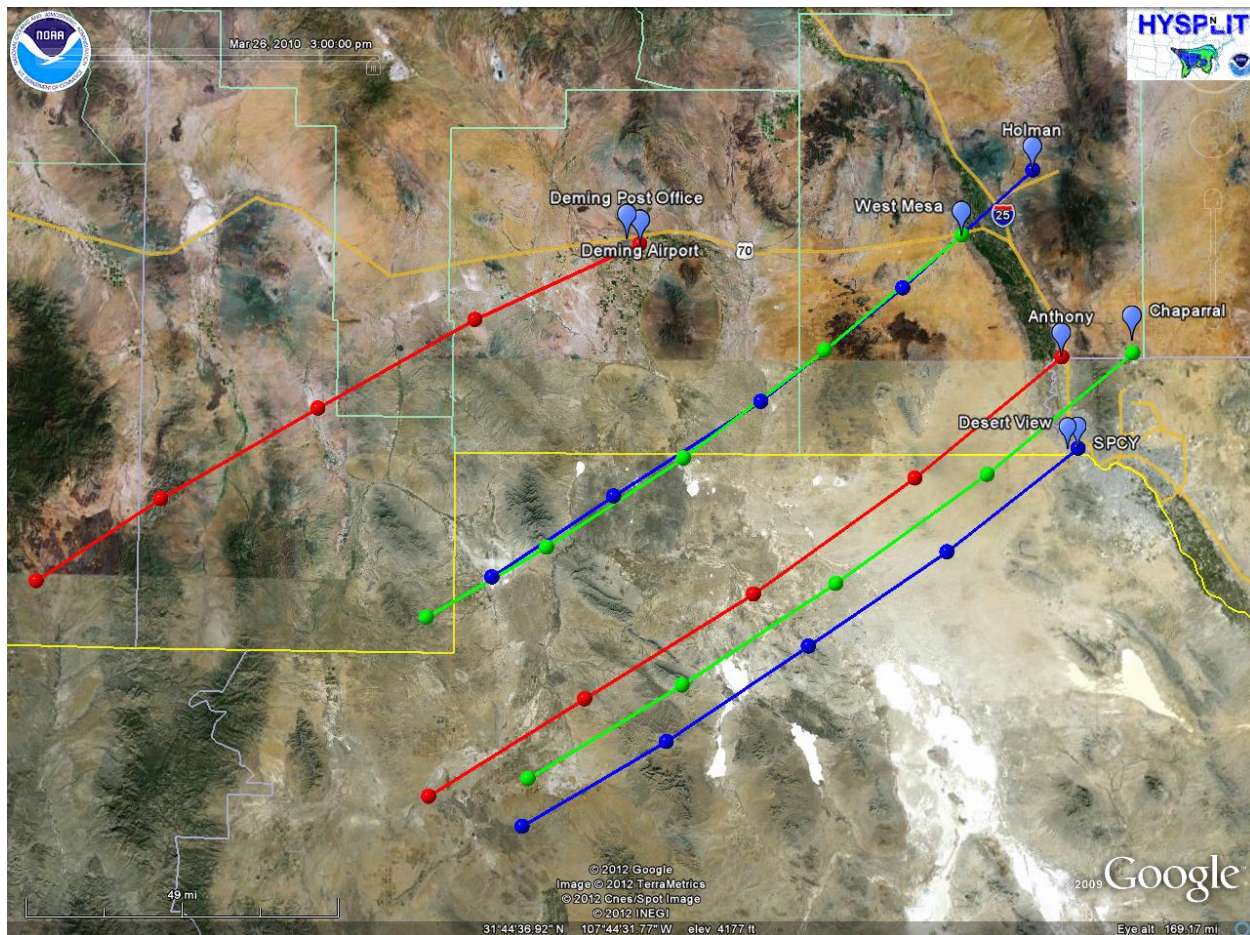 NOAA
Mar 26, 2010 3:00:00 pm
HYSPLIT
N
Holman
Deming Post Office
West Mesa
25
Deming Airport
70
Anthony
Chaparral
Desert View
SPCY
49 mi
© 2012 Google
Image © 2012 TerraMetrics
© 2012 Cnes/Spot Image
© 2012 INEGI
2009 Google
31°44'36.92" N 107°44'31.77" W elev 4177 ft
Eye alt 169.17 mi